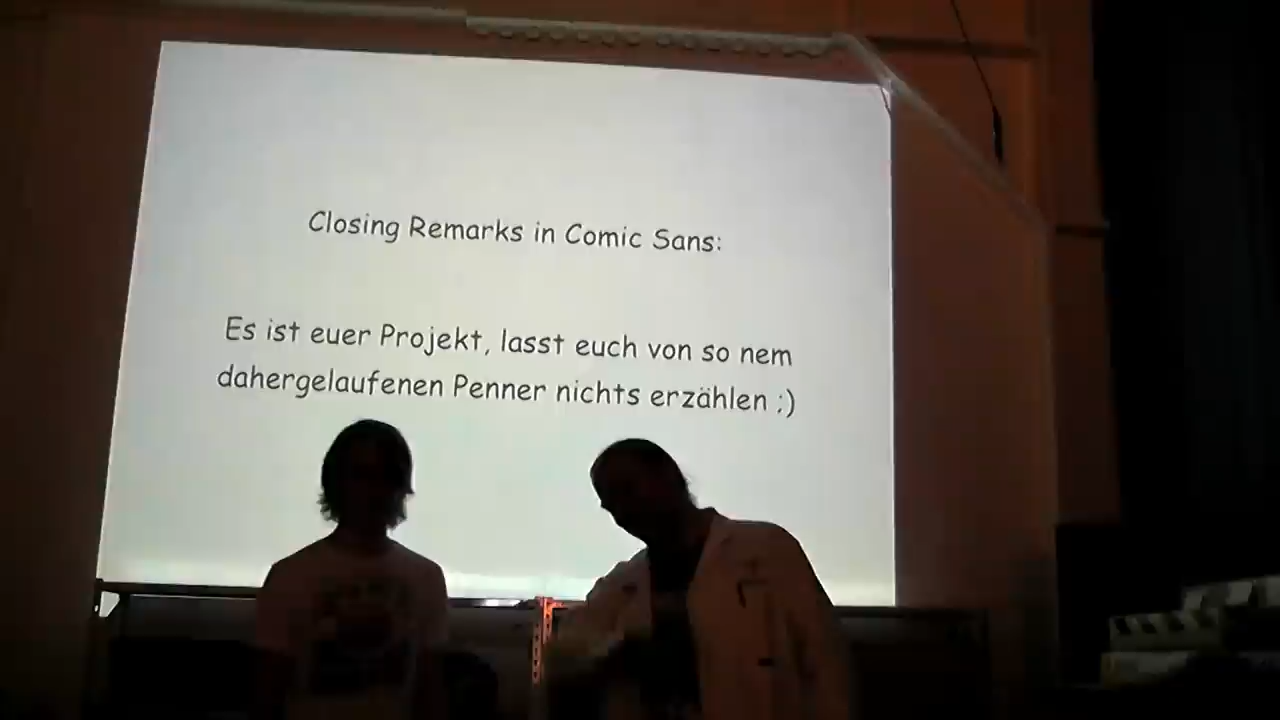 Closing Remarks in Comic Sans:
Es ist euer Projekt, lasst euch von so nem
dahergelaufenen Penner nichts erzählen ;)